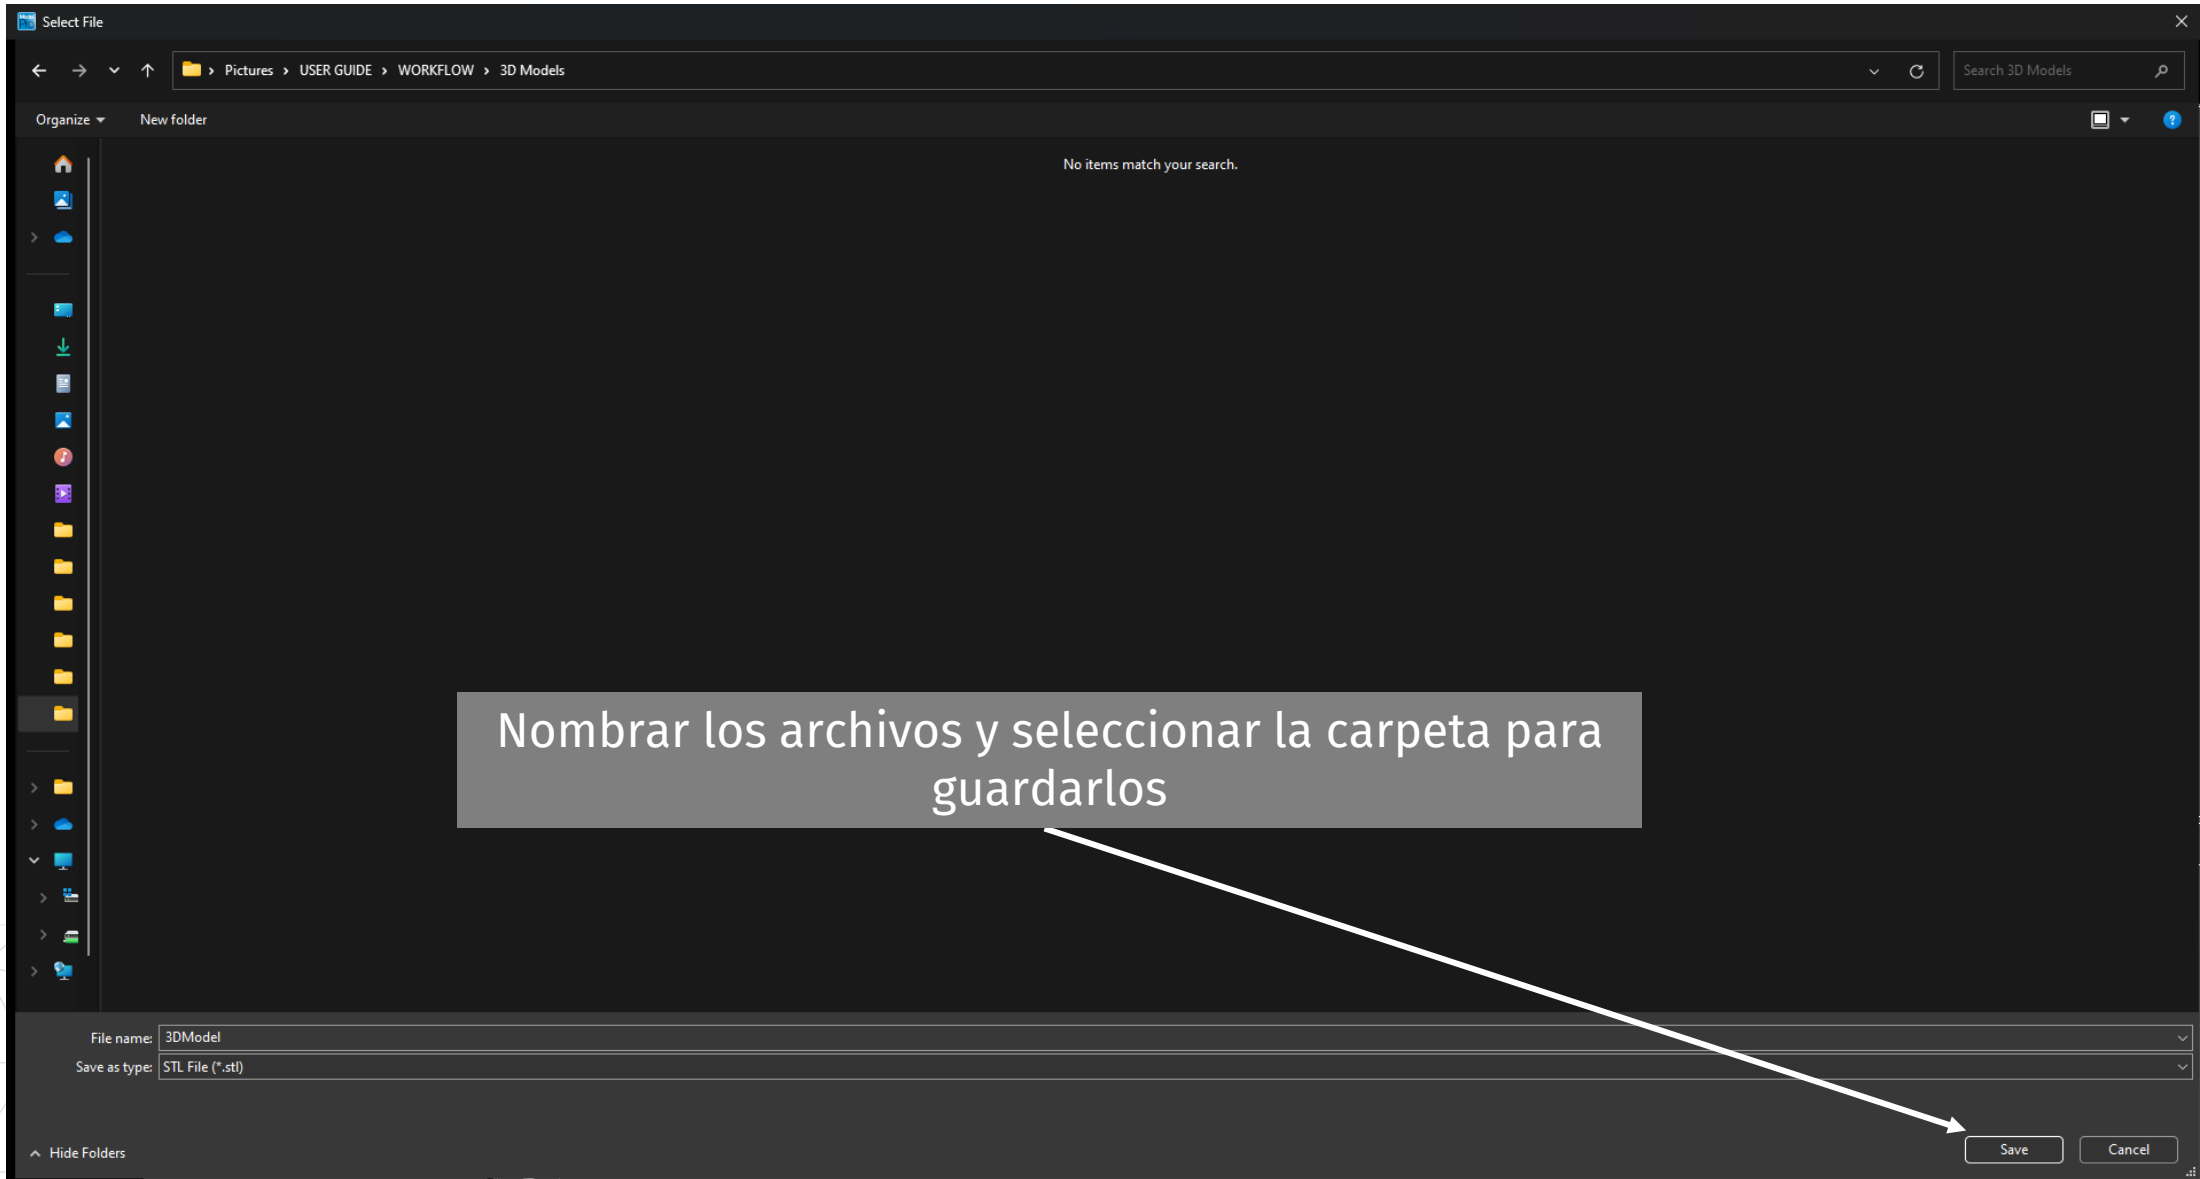 Select File
Pictures › USER GUIDE › WORKFLOW › 3D Models
Search 3D Models
Organize
New folder
No items match your search.
Nombrar los archivos y seleccionar la carpeta para
guardarlos
File name: 3DModel
Save as type: STL File (*.stl)
Hide Folders
Save
Cancel